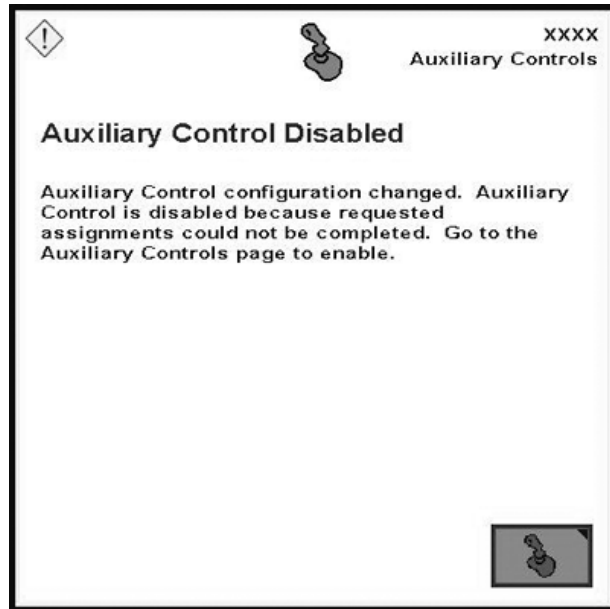 !
XXXX
Auxiliary Controls
Auxiliary Control Disabled
Auxiliary Control configuration changed. Auxiliary
Control is disabled because requested
assignments could not be completed. Go to the
Auxiliary Controls page to enable.